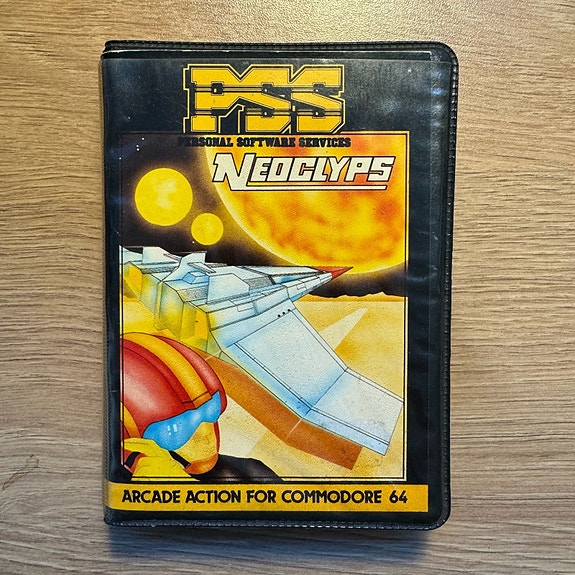 PSS
PERSONAL SOFTWARE SERVICES
NEOCLYPS
ARCADE ACTION FOR COMMODORE 64